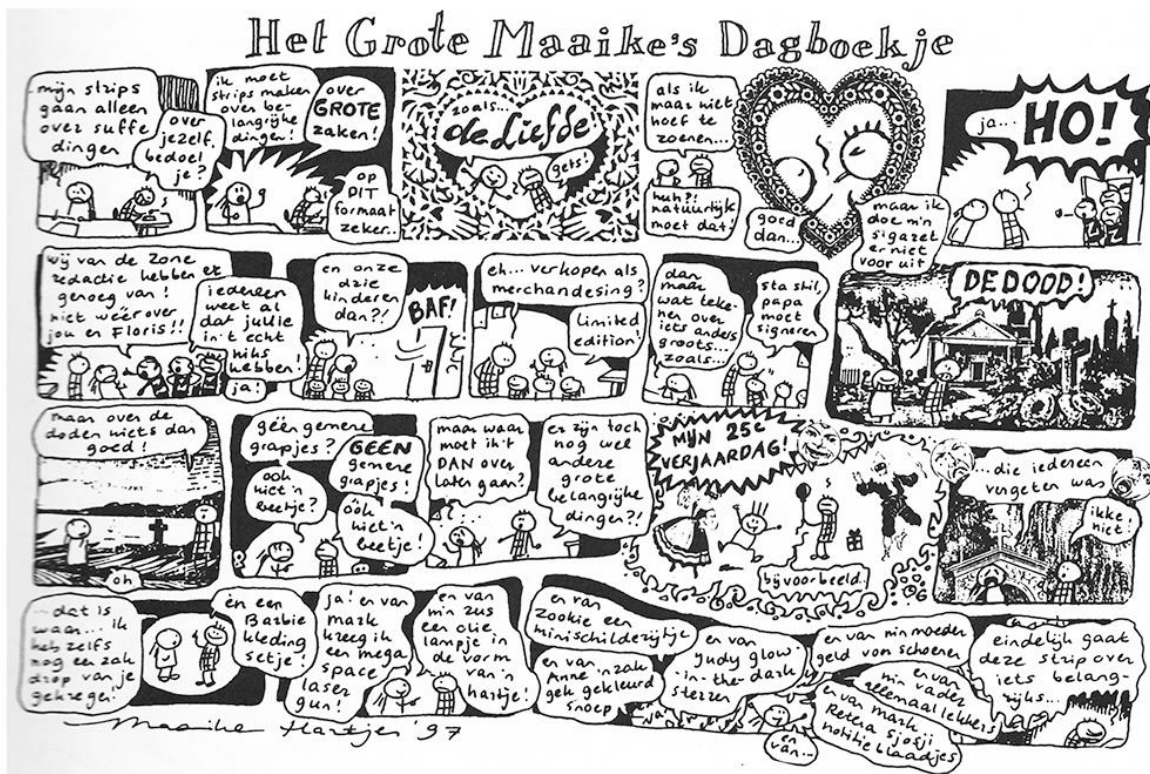 Het Grote Maaike's Dagboekje
mijn strips
gaan alleen
over suffe
dingen
over
jezelf,
bedoel
je?
ik moet
strips maken
over be-
langrijke
dingen!
over
GROTE
zaken!
op
DIT
formaat
zeker..
zoals...
de Liefde
gets!
als ik
maar niet
hoef te
zoenen...
huh?!
natuurlijk
moet dat!
goed
dan...
maar ik
doe m'n
sigazet
er niet
voor uit
ja...
HO!
wij van de Zone
redactie hebben er
genoeg van!
niet wéér over
jou en Floris!!
iedereen
weet al
dat jullie
in't echt
niks
hebben!
ja!
en onze
drie
kinderen
dan?!
BAF!
eh... verkopen als
merchandesing?
limited
edition!
dan
maar
wat teke-
nen over
iets anders
groots...
zoals...
sta stil,
papa
moet
signeren
DE DOOD!
maar over de
doden niets dan
goed!
oh
géén gemene
grapjes?
GEEN
gemene
grapjes!
óók
niet 'n
beetje?
óók
niet 'n
beetje!
maar waar
moet ik't
DAN over
laten gaan?
er zijn toch
nog wel
andere
grote
belangrijke
dingen?!
MIJN 25e
VERJAARDAG!
bijvoorbeeld..
...die iedereen
vergeten was
ikke
niet!
...dat is
waar... ik
heb zelfs
nog een zak
drop van je
gekregen!
èn een
Barbie
kleding
setje!
ja! en van
mark
kreeg ik
een mega
space
laser
gun!
en van
m'n zus
een olie
lampje in
de vorm
van 'n
hartje!
en van
Zookie een
minischilderijtje
en van
Anne 'n zak
gek gekleurd
snoep
en van
Judy glow-
in-the-dark
sterren
en
van...
en van m'n moeder
geld voor schoenen
en van
m'n vader
allemaal lekkers
en van mark
Retera Sjosji
notitie blaadjes
eindelijk gaat
deze strip over
iets belang-
rijks...
Maaike Hartjes '97